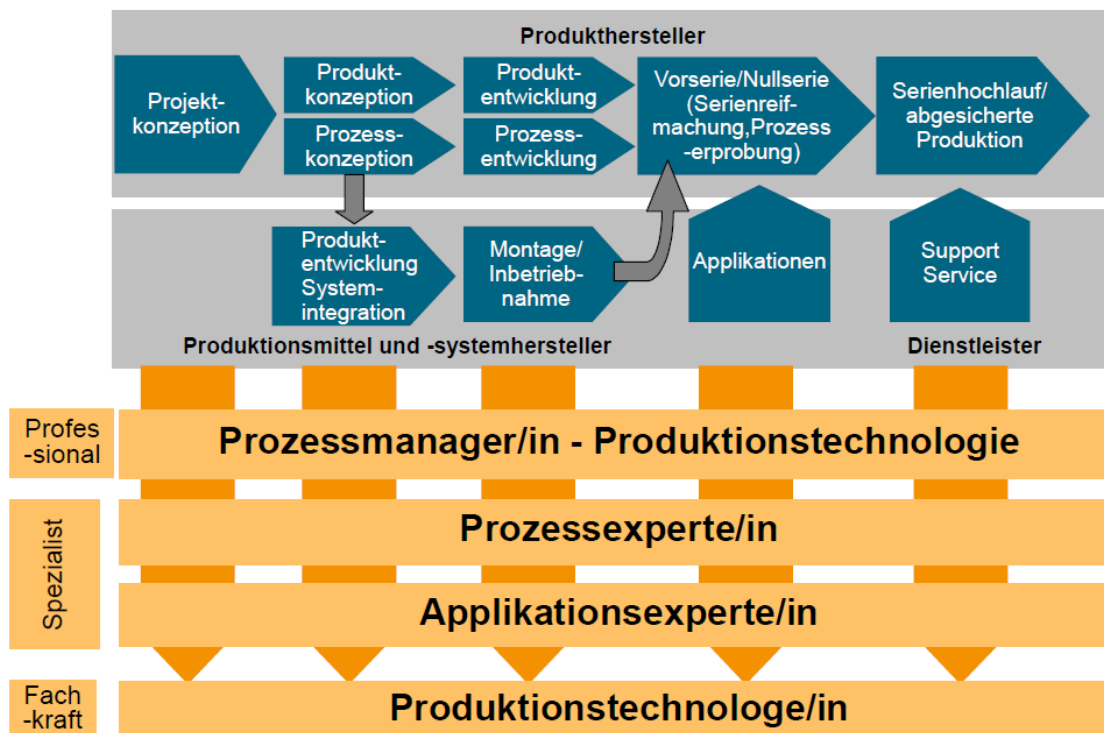 Produkthersteller
Projekt-
konzeption
Produkt-
konzeption
Prozess-
konzeption
Produkt-
entwicklung
Prozess-
entwicklung
Vorserie/Nullserie
(Serienreif-
machung,Prozess
-erprobung)
Serienhochlauf/
abgesicherte
Produktion
Produkt-
entwicklung
System-
integration
Montage/
Inbetrieb-
nahme
Applikationen
Support
Service
Produktionsmittel und -systemhersteller
Dienstleister
Profes
-sional
Prozessmanager/in - Produktionstechnologie
Spezialist
Prozessexperte/in
Applikationsexperte/in
Fach
-kraft
Produktionstechnologe/in